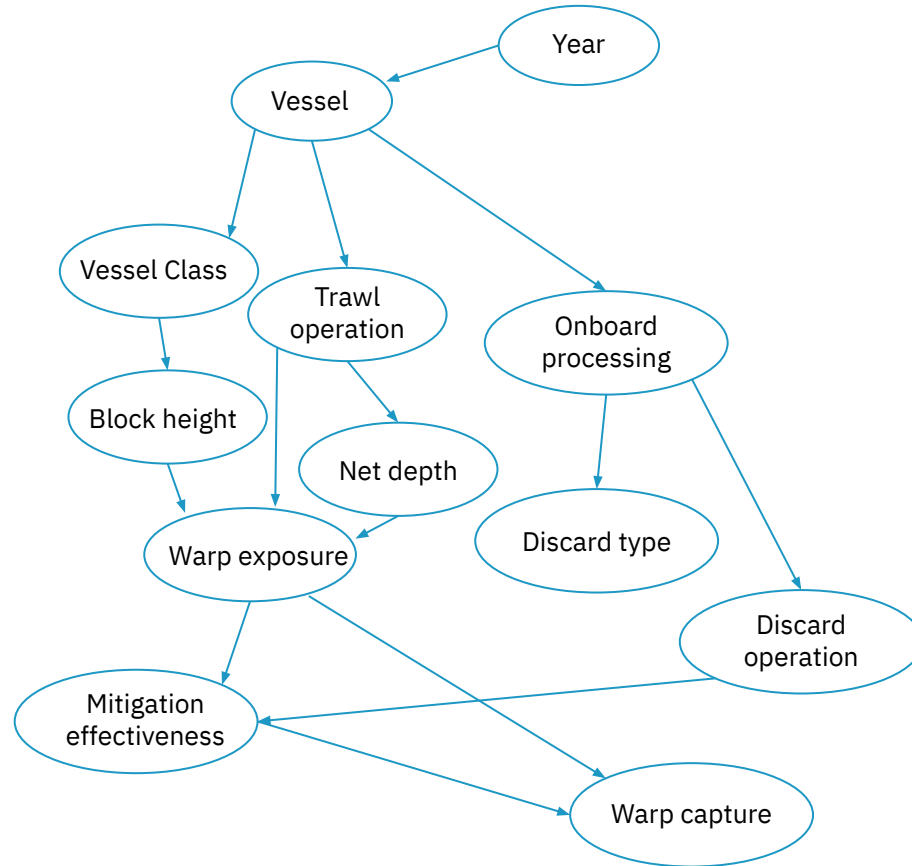 Year
Vessel
Vessel Class
Trawl
operation
Onboard
processing
Block height
Net depth
Discard type
Warp exposure
Discard
operation
Mitigation
effectiveness
Warp capture